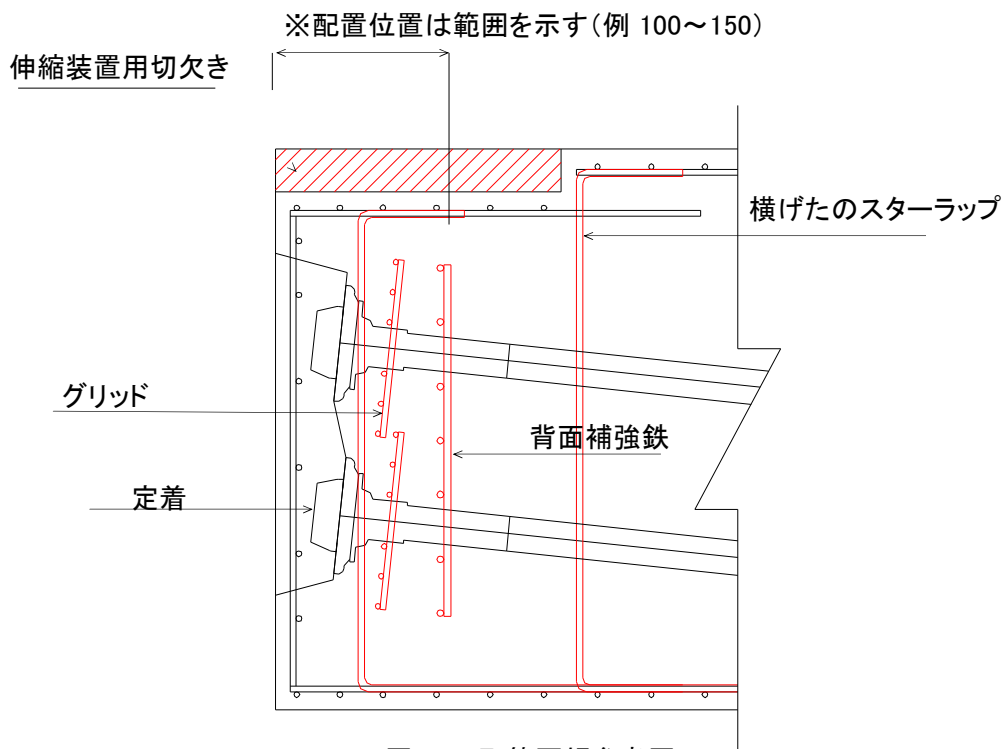 ※配置位置は範囲を示す(例 100～150)
伸縮装置用切欠き
横げたのスターラップ
グリッド
背面補強鉄
定着